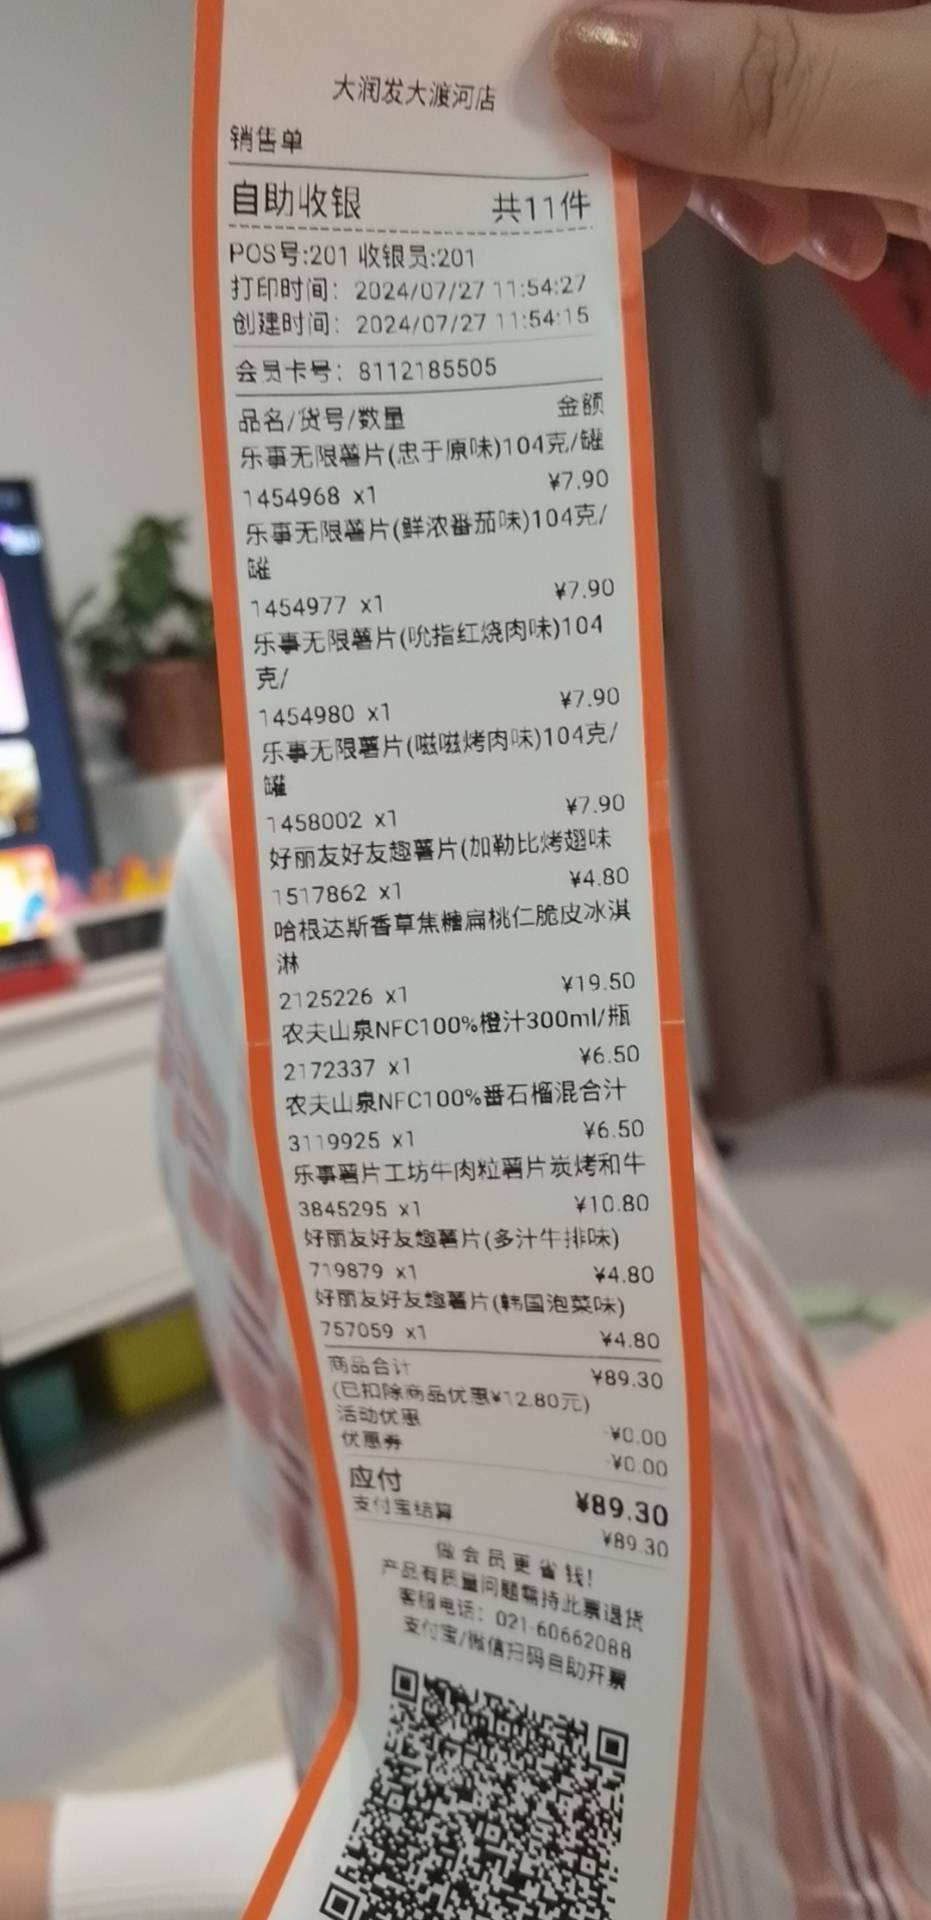 大润发大渡河店
销售单
自助收银 共11件
POS号:201 收银员:201
打印时间：2024/07/27 11:54:27
创建时间：2024/07/27 11:54:15
会员卡号：8112185505
品名/货号/数量 金额
乐事无限薯片(忠于原味)104克/罐
1454968 x1 ¥7.90
乐事无限薯片(鲜浓番茄味)104克/
罐
1454977 x1 ¥7.90
乐事无限薯片(吮指红烧肉味)104
克/
1454980 x1 ¥7.90
乐事无限薯片(嗞嗞烤肉味)104克/
罐
1458002 x1 ¥7.90
好丽友好友趣薯片(加勒比烤翅味
1517862 x1 ¥4.80
哈根达斯香草焦糖扁桃仁脆皮冰淇
淋
2125226 x1 ¥19.50
农夫山泉NFC100%橙汁300ml/瓶
2172337 x1 ¥6.50
农夫山泉NFC100%番石榴混合汁
3119925 x1 ¥6.50
乐事薯片工坊牛肉粒薯片炭烤和牛
3845295 x1 ¥10.80
好丽友好友趣薯片(多汁牛排味)
719879 x1 ¥4.80
好丽友好友趣薯片(韩国泡菜味)
757059 x1 ¥4.80
商品合计 ¥89.30
(已扣除商品优惠¥12.80元)
活动优惠 -¥0.00
优惠券 -¥0.00
应付 ¥89.30
支付宝结算 ¥89.30
做会员更省钱!
产品有质量问题需持此票退货
客服电话：021-60662088
支付宝/微信扫码自助开票